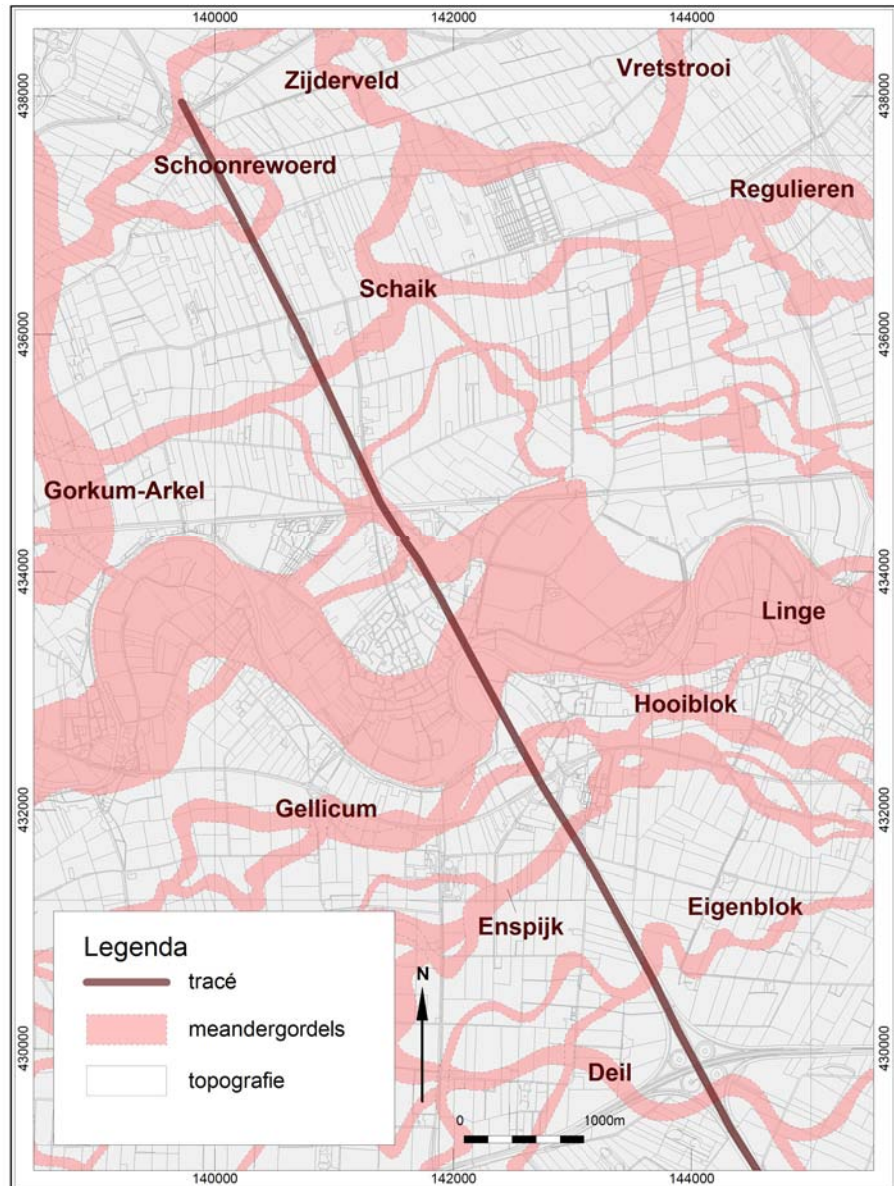 140000 142000 144000
438000 438000
Zijderveld
Vretstrooi
Schoonrewoerd
Regulieren
Schaik
436000 436000
Gorkum-Arkel
434000 434000
Linge
Hooiblok
432000 432000
Gellicum
Eigenblok
Enspijk
Legenda
tracé
meandergordels
topografie
N
430000 430000
Deil
0 1000m
140000 142000 144000